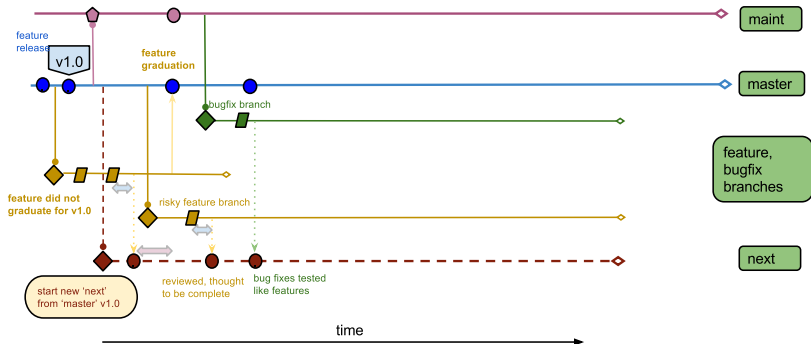 maint
feature
release
v1.0
feature
graduation
master
bugfix branch
feature,
bugfix
branches
feature did not
graduate for v1.0
risky feature branch
next
start new ‘next’
from ‘master’ v1.0
reviewed, thought
to be complete
bug fixes tested
like features
time